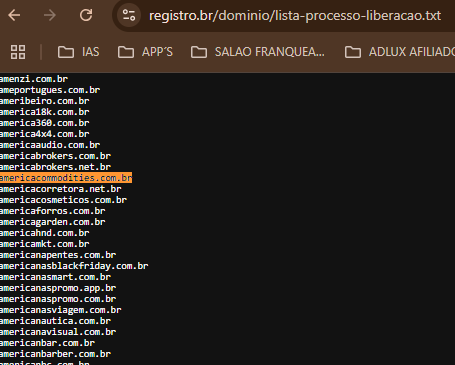 registro.br/dominio/lista-processo-liberacao.txt
IAS
APP'S
SALAO FRANQUEA...
ADLUX AFILIADO
amenzi.com.br
ameportugues.com.br
ameribeiro.com.br
america18k.com.br
america360.com.br
america4x4.com.br
americaaudio.com.br
americabrokers.com.br
americabrokers.net.br
americacommodities.com.br
americacorretora.net.br
americacosmeticos.com.br
americaforros.com.br
americagarden.com.br
americahnd.com.br
americamkt.com.br
americanapentes.com.br
americanasblackfriday.com.br
americanasmart.com.br
americanaspromo.app.br
americanaspromo.com.br
americanasviagem.com.br
americanautica.com.br
americanavisual.com.br
americanbar.com.br
americanbarber.com.br